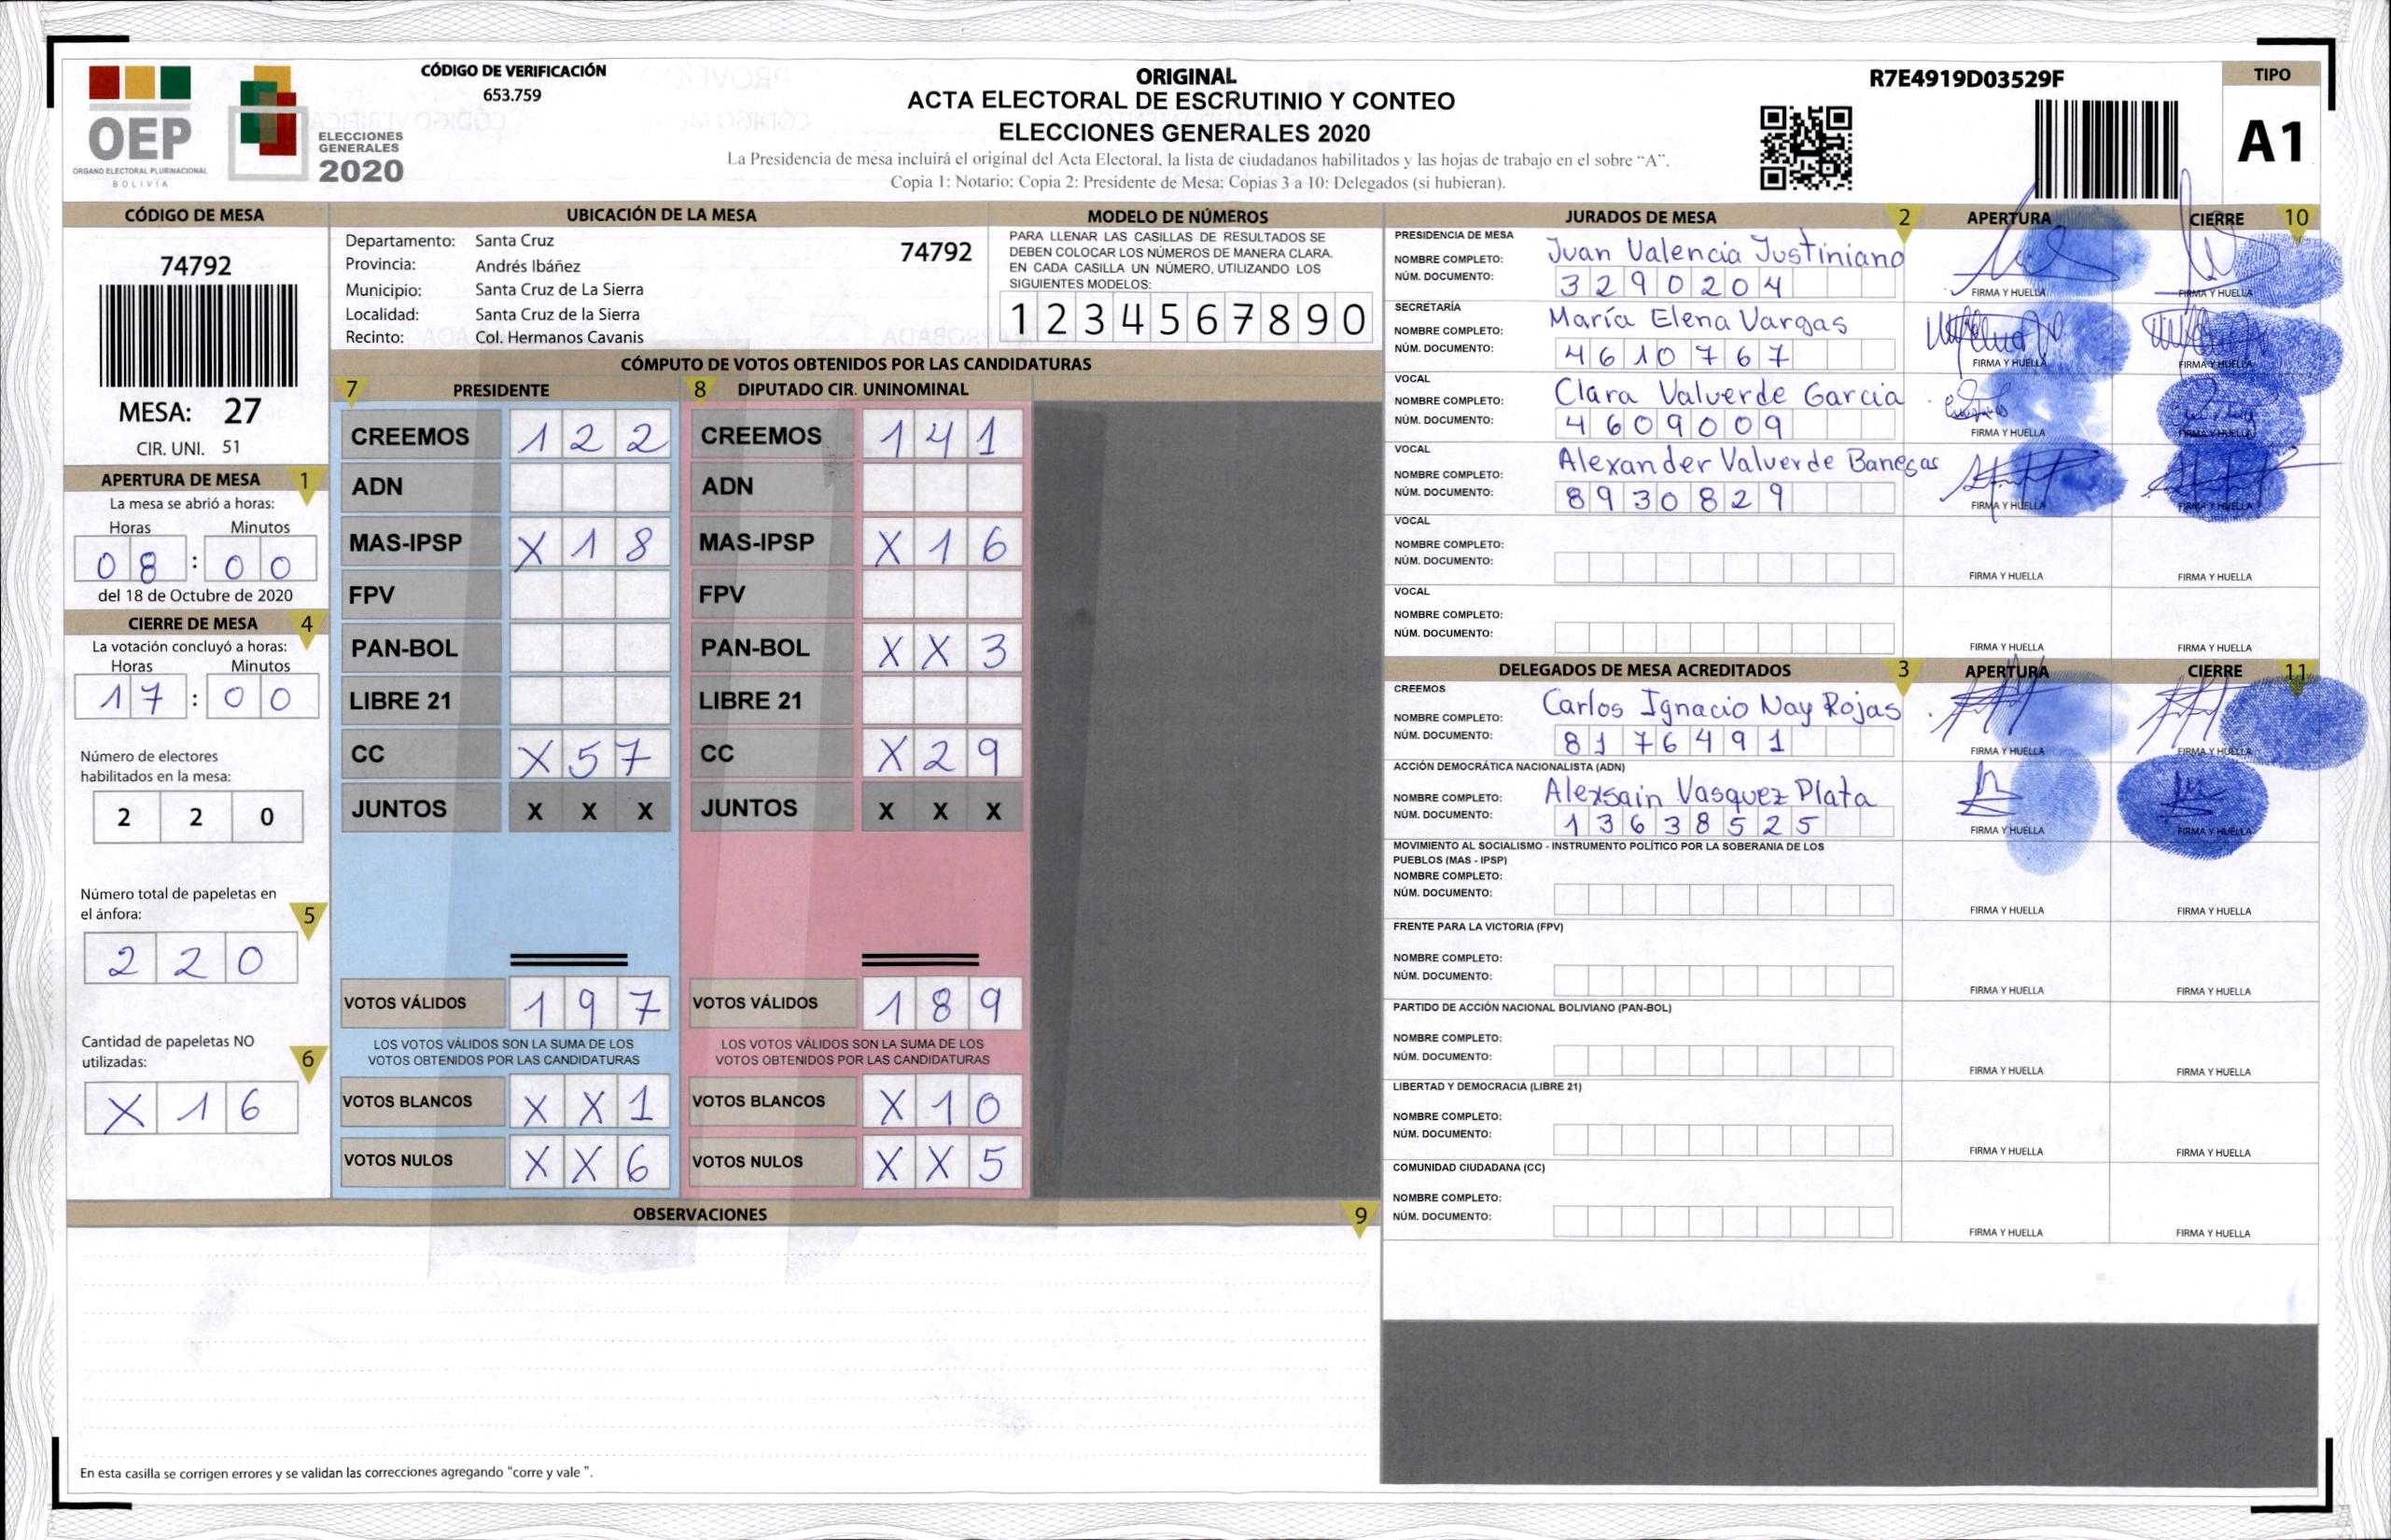 CÓDIGO DE VERIFICACIÓN
653.759
ORIGINAL
ACTA ELECTORAL DE ESCRUTINIO Y CONTEO
ELECCIONES GENERALES 2020
La Presidencia de mesa incluirá el original del Acta Electoral, la lista de ciudadanos habilitados y las hojas de trabajo en el sobre “A”.
Copia 1: Notario; Copia 2: Presidente de Mesa; Copias 3 a 10: Delegados (si hubieran).
R7E4919D03529F
TIPO
A1
OEP
ÓRGANO ELECTORAL PLURINACIONAL
BOLIVIA
ELECCIONES
GENERALES
2020
CÓDIGO DE MESA
74792
MESA: 27
CIR. UNI. 51
APERTURA DE MESA 1
La mesa se abrió a horas:
Horas Minutos
08 : 00
del 18 de Octubre de 2020
CIERRE DE MESA 4
La votación concluyó a horas:
Horas Minutos
17 : 00
Número de electores
habilitados en la mesa:
2 2 0
Número total de papeletas en
el ánfora: 5
2 2 0
Cantidad de papeletas NO
utilizadas: 6
X 1 6
UBICACIÓN DE LA MESA
Departamento: Santa Cruz 74792
Provincia: Andrés Ibáñez
Municipio: Santa Cruz de La Sierra
Localidad: Santa Cruz de la Sierra
Recinto: Col. Hermanos Cavanis
MODELO DE NÚMEROS
PARA LLENAR LAS CASILLAS DE RESULTADOS SE
DEBEN COLOCAR LOS NÚMEROS DE MANERA CLARA.
EN CADA CASILLA UN NÚMERO, UTILIZANDO LOS
SIGUIENTES MODELOS:
1 2 3 4 5 6 7 8 9 0
CÓMPUTO DE VOTOS OBTENIDOS POR LAS CANDIDATURAS
7 PRESIDENTE 8 DIPUTADO CIR. UNINOMINAL
CREEMOS 1 2 2 CREEMOS 1 4 1
ADN ADN
MAS-IPSP X 1 8 MAS-IPSP X 1 6
FPV FPV
PAN-BOL PAN-BOL X X 3
LIBRE 21 LIBRE 21
CC X 5 7 CC X 2 9
JUNTOS X X X JUNTOS X X X
VOTOS VÁLIDOS 1 9 7 VOTOS VÁLIDOS 1 8 9
LOS VOTOS VÁLIDOS SON LA SUMA DE LOS LOS VOTOS VÁLIDOS SON LA SUMA DE LOS
VOTOS OBTENIDOS POR LAS CANDIDATURAS VOTOS OBTENIDOS POR LAS CANDIDATURAS
VOTOS BLANCOS X X 1 VOTOS BLANCOS X 1 0
VOTOS NULOS X X 6 VOTOS NULOS X X 5
OBSERVACIONES 9
En esta casilla se corrigen errores y se validan las correcciones agregando “corre y vale ”.
JURADOS DE MESA 2 APERTURA CIERRE 10
PRESIDENCIA DE MESA
NOMBRE COMPLETO: Juan Valencia Justiniano
NÚM. DOCUMENTO: 3290204 FIRMA Y HUELLA FIRMA Y HUELLA
SECRETARÍA
NOMBRE COMPLETO: María Elena Vargas
NÚM. DOCUMENTO: 4610767 FIRMA Y HUELLA FIRMA Y HUELLA
VOCAL
NOMBRE COMPLETO: Clara Valverde Garcia
NÚM. DOCUMENTO: 4609009 FIRMA Y HUELLA FIRMA Y HUELLA
VOCAL
NOMBRE COMPLETO: Alexander Valverde Banegas
NÚM. DOCUMENTO: 8930829 FIRMA Y HUELLA FIRMA Y HUELLA
VOCAL
NOMBRE COMPLETO:
NÚM. DOCUMENTO: FIRMA Y HUELLA FIRMA Y HUELLA
VOCAL
NOMBRE COMPLETO:
NÚM. DOCUMENTO: FIRMA Y HUELLA FIRMA Y HUELLA
DELEGADOS DE MESA ACREDITADOS 3 APERTURA CIERRE 11
CREEMOS
NOMBRE COMPLETO: Carlos Ignacio Nay Rojas
NÚM. DOCUMENTO: 8176491 FIRMA Y HUELLA FIRMA Y HUELLA
ACCIÓN DEMOCRÁTICA NACIONALISTA (ADN)
NOMBRE COMPLETO: Alexsain Vasquez Plata
NÚM. DOCUMENTO: 13638525 FIRMA Y HUELLA FIRMA Y HUELLA
MOVIMIENTO AL SOCIALISMO - INSTRUMENTO POLÍTICO POR LA SOBERANIA DE LOS
PUEBLOS (MAS - IPSP)
NOMBRE COMPLETO:
NÚM. DOCUMENTO: FIRMA Y HUELLA FIRMA Y HUELLA
FRENTE PARA LA VICTORIA (FPV)
NOMBRE COMPLETO:
NÚM. DOCUMENTO: FIRMA Y HUELLA FIRMA Y HUELLA
PARTIDO DE ACCIÓN NACIONAL BOLIVIANO (PAN-BOL)
NOMBRE COMPLETO:
NÚM. DOCUMENTO: FIRMA Y HUELLA FIRMA Y HUELLA
LIBERTAD Y DEMOCRACIA (LIBRE 21)
NOMBRE COMPLETO:
NÚM. DOCUMENTO: FIRMA Y HUELLA FIRMA Y HUELLA
COMUNIDAD CIUDADANA (CC)
NOMBRE COMPLETO:
NÚM. DOCUMENTO: FIRMA Y HUELLA FIRMA Y HUELLA